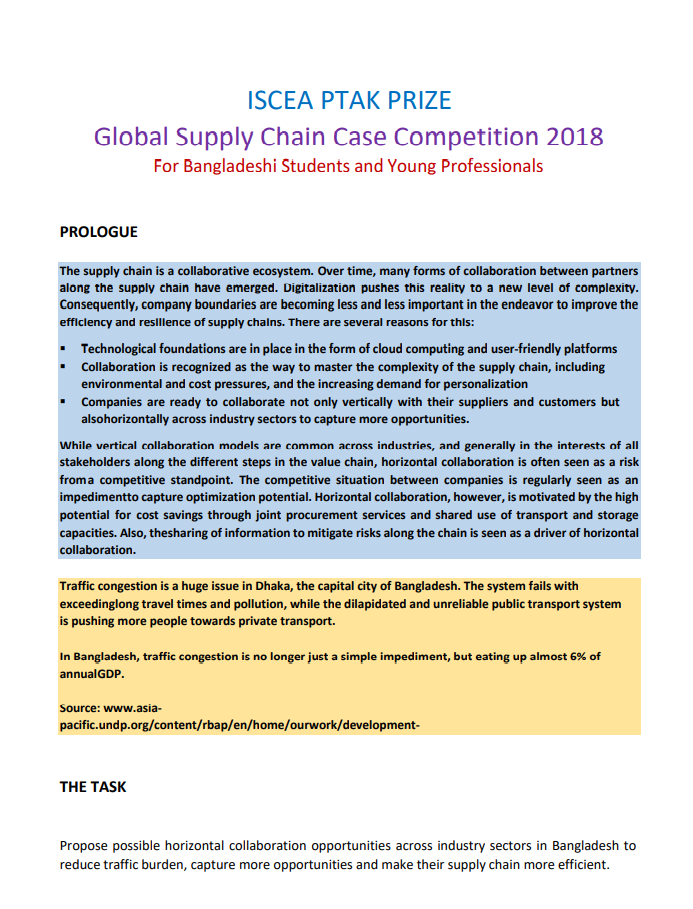 ISCEA PTAK PRIZE
Global Supply Chain Case Competition 2018
For Bangladeshi Students and Young Professionals
PROLOGUE
The supply chain is a collaborative ecosystem. Over time, many forms of collaboration between partners
along the supply chain have emerged. Digitalization pushes this reality to a new level of complexity.
Consequently, company boundaries are becoming less and less important in the endeavor to improve the
efficiency and resilience of supply chains. There are several reasons for this:
▪ Technological foundations are in place in the form of cloud computing and user-friendly platforms
▪ Collaboration is recognized as the way to master the complexity of the supply chain, including
environmental and cost pressures, and the increasing demand for personalization
▪ Companies are ready to collaborate not only vertically with their suppliers and customers but
alsohorizontally across industry sectors to capture more opportunities.
While vertical collaboration models are common across industries, and generally in the interests of all
stakeholders along the different steps in the value chain, horizontal collaboration is often seen as a risk
froma competitive standpoint. The competitive situation between companies is regularly seen as an
impedimentto capture optimization potential. Horizontal collaboration, however, is motivated by the high
potential for cost savings through joint procurement services and shared use of transport and storage
capacities. Also, thesharing of information to mitigate risks along the chain is seen as a driver of horizontal
collaboration.
Traffic congestion is a huge issue in Dhaka, the capital city of Bangladesh. The system fails with
exceedinglong travel times and pollution, while the dilapidated and unreliable public transport system
is pushing more people towards private transport.
In Bangladesh, traffic congestion is no longer just a simple impediment, but eating up almost 6% of
annualGDP.
Source: www.asia-
pacific.undp.org/content/rbap/en/home/ourwork/development-
THE TASK
Propose possible horizontal collaboration opportunities across industry sectors in Bangladesh to
reduce traffic burden, capture more opportunities and make their supply chain more efficient.